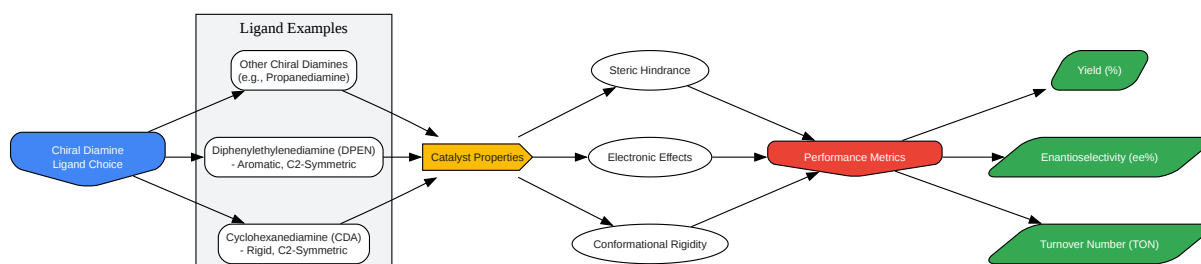 Ligand Examples
Other Chiral Diamines
(e.g., Propanediamine)
Steric Hindrance
Yield (%)
Chiral Diamine
Ligand Choice
Diphenylethylenediamine (DPEN)
- Aromatic, C2-Symmetric
Catalyst Properties
Electronic Effects
Performance Metrics
Enantioselectivity (ee%)
Cyclohexanediamine (CDA)
- Rigid, C2-Symmetric
Conformational Rigidity
Turnover Number (TON)